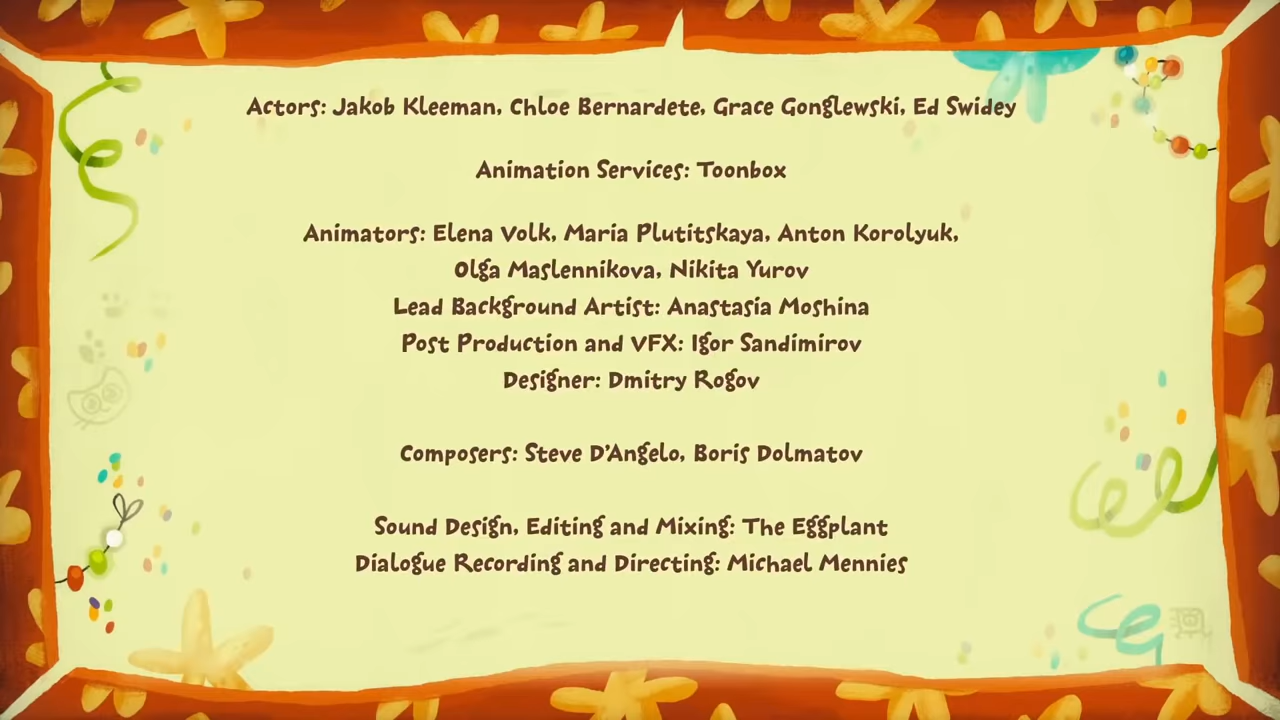 Actors: Jakob Kleeman, Chloe Bernardete, Grace Gonglewski, Ed Swidey
Animation Services: Toonbox
Animators: Elena Volk, Maria Plutitskaya, Anton Korolyuk,
Olga Maslennikova, Nikita Yurov
Lead Background Artist: Anastasia Moshina
Post Production and VFX: Igor Sandimirov
Designer: Dmitry Rogov
Composers: Steve D'Angelo, Boris Dolmatov
Sound Design, Editing and Mixing: The Eggplant
Dialogue Recording and Directing: Michael Mennies